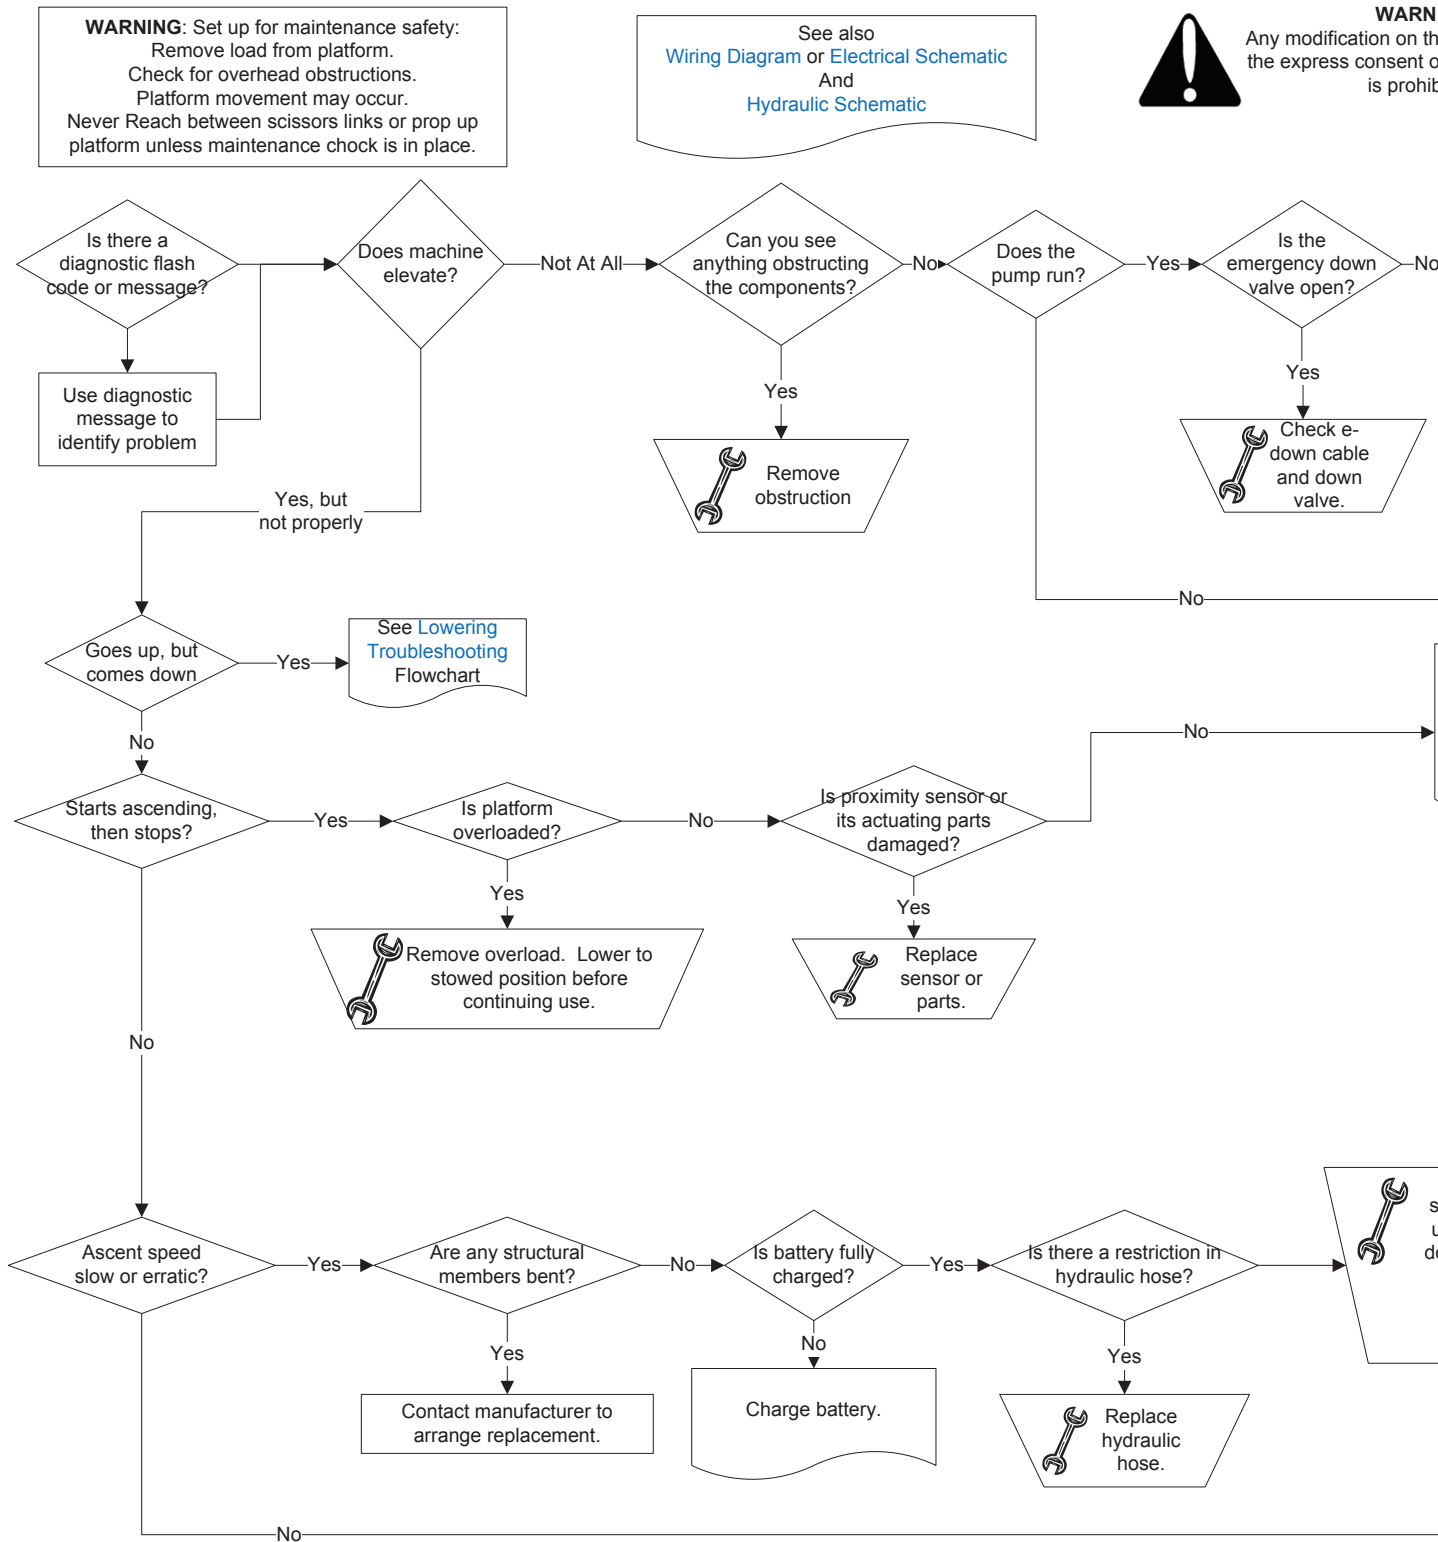 WARNING: Set up for maintenance safety:
Remove load from platform.
Check for overhead obstructions.
Platform movement may occur.
Never Reach between scissors links or prop up
platform unless maintenance chock is in place.
See also
Wiring Diagram or Electrical Schematic
And
Hydraulic Schematic
WARN
Any modification on th
the express consent o
is prohib
Is there a
diagnostic flash
code or message?
Does machine
elevate?
Not At All
Can you see
anything obstructing
the components?
No
Does the
pump run?
Yes
Is the
emergency down
valve open?
No
Use diagnostic
message to
identify problem
Yes
Remove
obstruction
Yes
Check e-
down cable
and down
valve.
Yes, but
not properly
No
Goes up, but
comes down
Yes
See Lowering
Troubleshooting
Flowchart
No
No
Starts ascending,
then stops?
Yes
Is platform
overloaded?
No
Is proximity sensor or
its actuating parts
damaged?
Yes
Remove overload. Lower to
stowed position before
continuing use.
Yes
Replace
sensor or
parts.
No
s
u
do
Ascent speed
slow or erratic?
Yes
Are any structural
members bent?
No
Is battery fully
charged?
Yes
Is there a restriction in
hydraulic hose?
Yes
Contact manufacturer to
arrange replacement.
No
Charge battery.
Yes
Replace
hydraulic
hose.
No